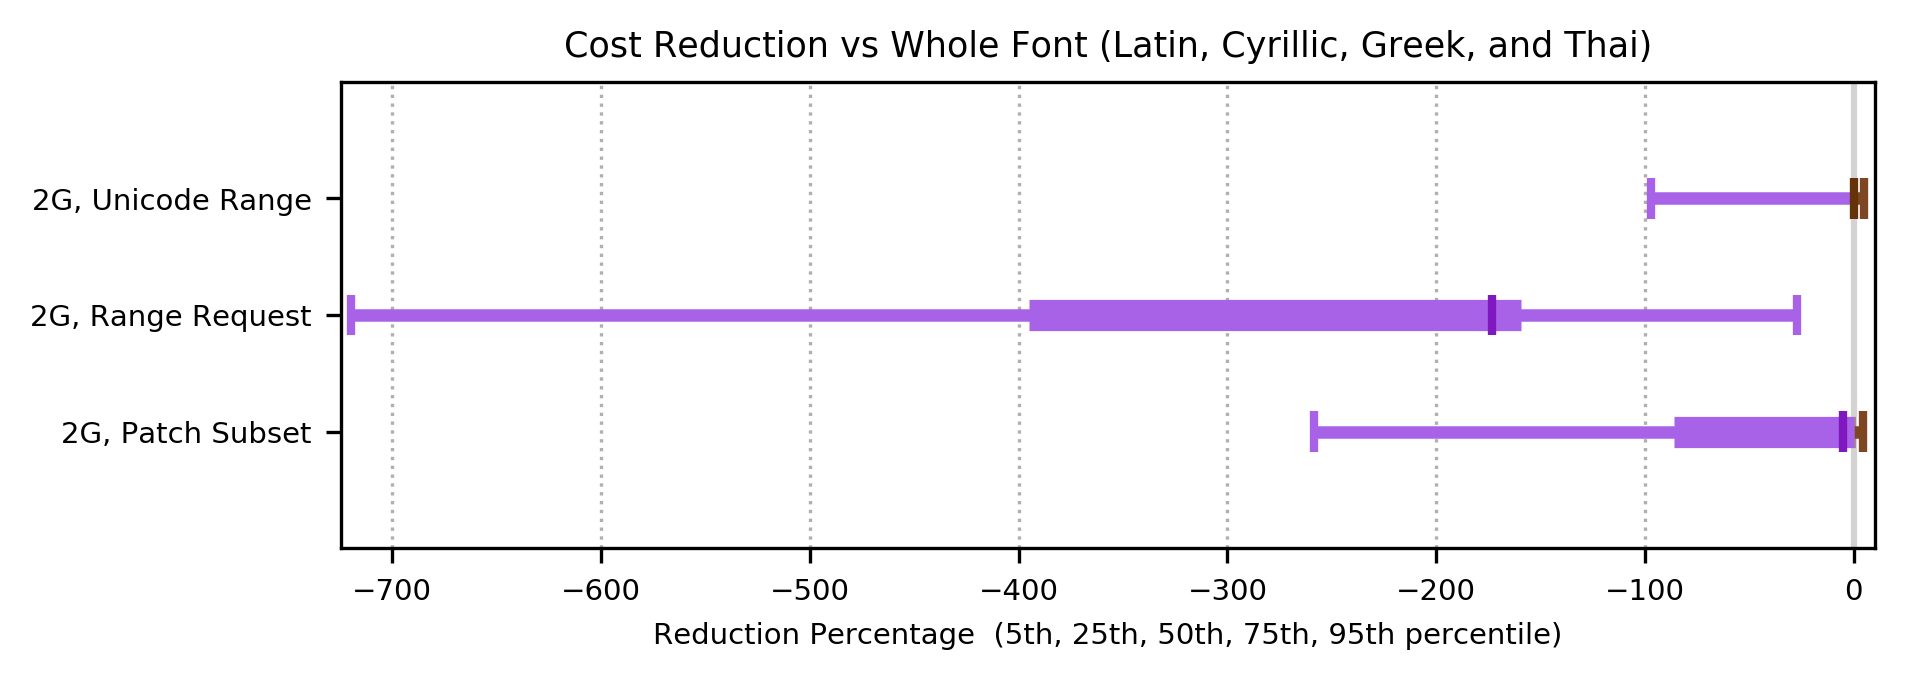 Cost Reduction vs Whole Font (Latin, Cyrillic, Greek, and Thai)
2G, Unicode Range
2G, Range Request
2G, Patch Subset
−700 −600 −500 −400 −300 −200 −100 0
Reduction Percentage  (5th, 25th, 50th, 75th, 95th percentile)